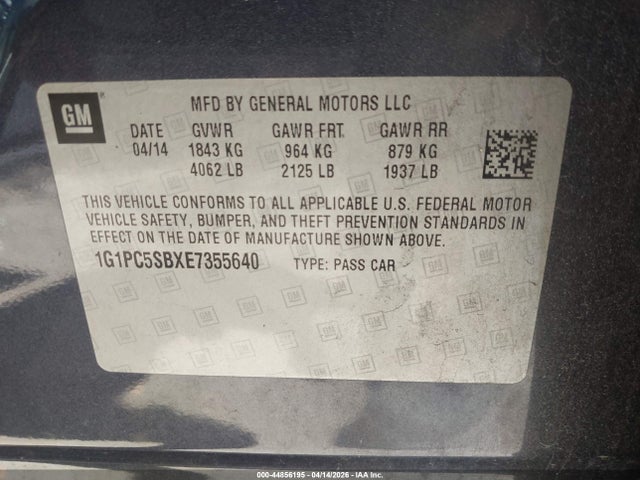 GM
MFD BY GENERAL MOTORS LLC
DATE GVWR GAWR FRT GAWR RR
04/14 1843 KG 964 KG 879 KG
4062 LB 2125 LB 1937 LB
THIS VEHICLE CONFORMS TO ALL APPLICABLE U.S. FEDERAL MOTOR
VEHICLE SAFETY, BUMPER, AND THEFT PREVENTION STANDARDS IN
EFFECT ON THE DATE OF MANUFACTURE SHOWN ABOVE.
1G1PC5SBXE7355640 TYPE: PASS CAR
000-44856195 - 04/14/2026 - IAA Inc.